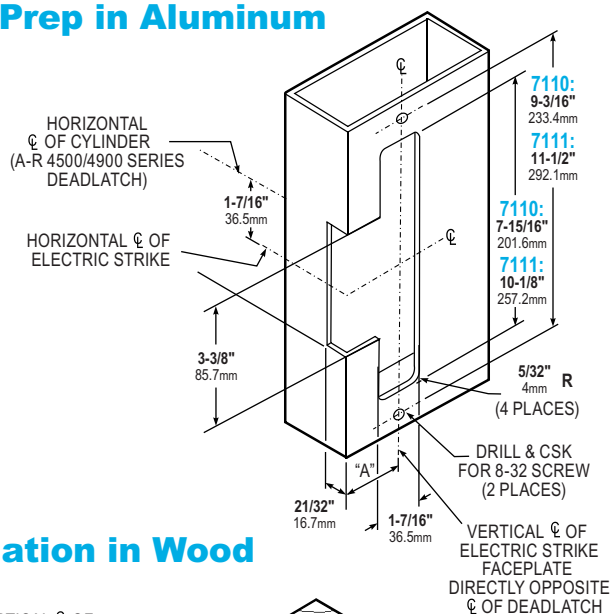 Prep in Aluminum
HORIZONTAL
℄ OF CYLINDER
(A-R 4500/4900 SERIES
DEADLATCH)
1-7/16"
36.5mm
HORIZONTAL ℄ OF
ELECTRIC STRIKE
3-3/8"
85.7mm
℄
℄
7110:
9-3/16"
233.4mm
7111:
11-1/2"
292.1mm
7110:
7-15/16"
201.6mm
7111:
10-1/8"
257.2mm
5/32" R
4mm
(4 PLACES)
DRILL & CSK
FOR 8-32 SCREW
(2 PLACES)
"A"
21/32"
16.7mm
1-7/16"
36.5mm
VERTICAL ℄ OF
ELECTRIC STRIKE
FACEPLATE
DIRECTLY OPPOSITE
℄ OF DEADLATCH
ation in Wood